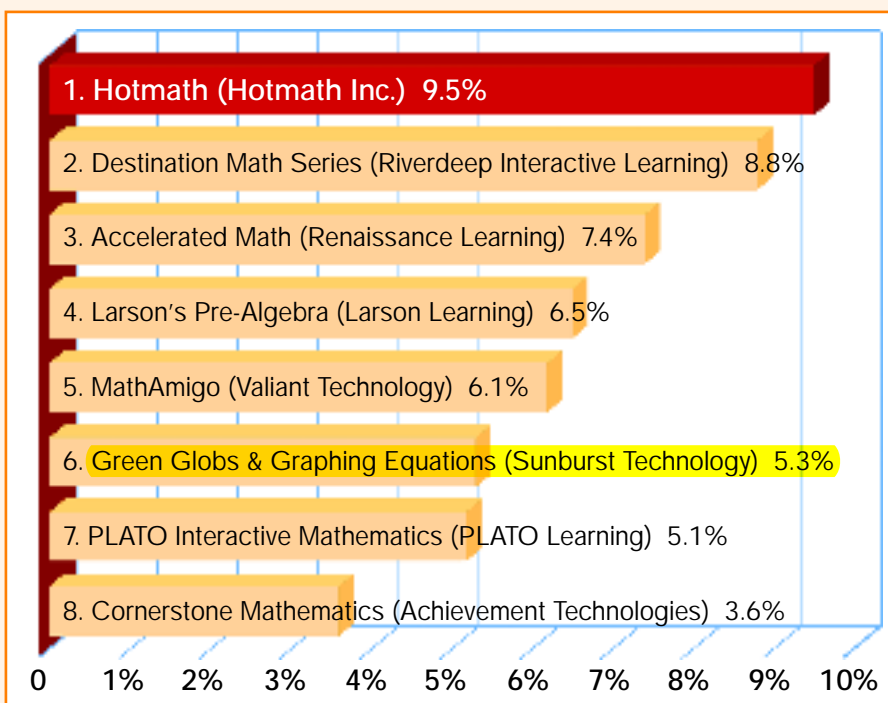 1. Hotmath (Hotmath Inc.) 9.5%
2. Destination Math Series (Riverdeep Interactive Learning) 8.8%
3. Accelerated Math (Renaissance Learning) 7.4%
4. Larson's Pre-Algebra (Larson Learning) 6.5%
5. MathAmigo (Valiant Technology) 6.1%
6. Green Globs & Graphing Equations (Sunburst Technology) 5.3%
7. PLATO Interactive Mathematics (PLATO Learning) 5.1%
8. Cornerstone Mathematics (Achievement Technologies) 3.6%
0 1% 2% 3% 4% 5% 6% 7% 8% 9% 10%